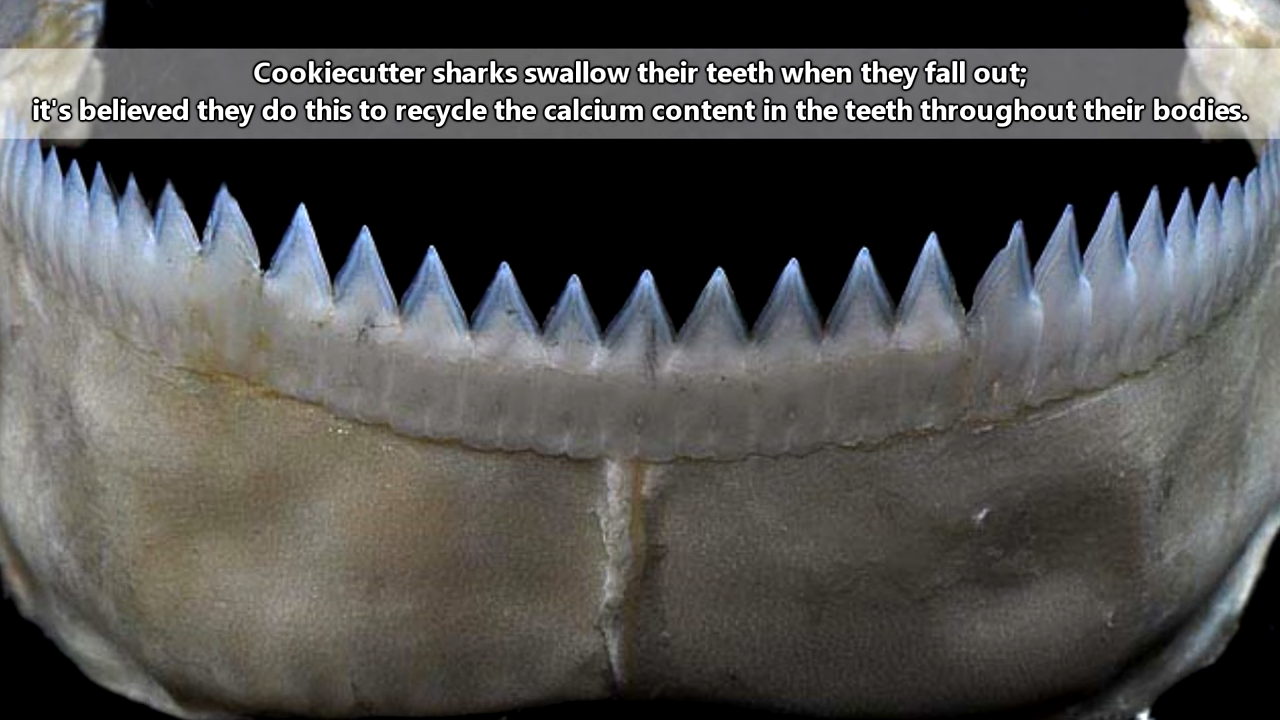 Cookiecutter sharks swallow their teeth when they fall out;
it's believed they do this to recycle the calcium content in the teeth throughout their bodies.